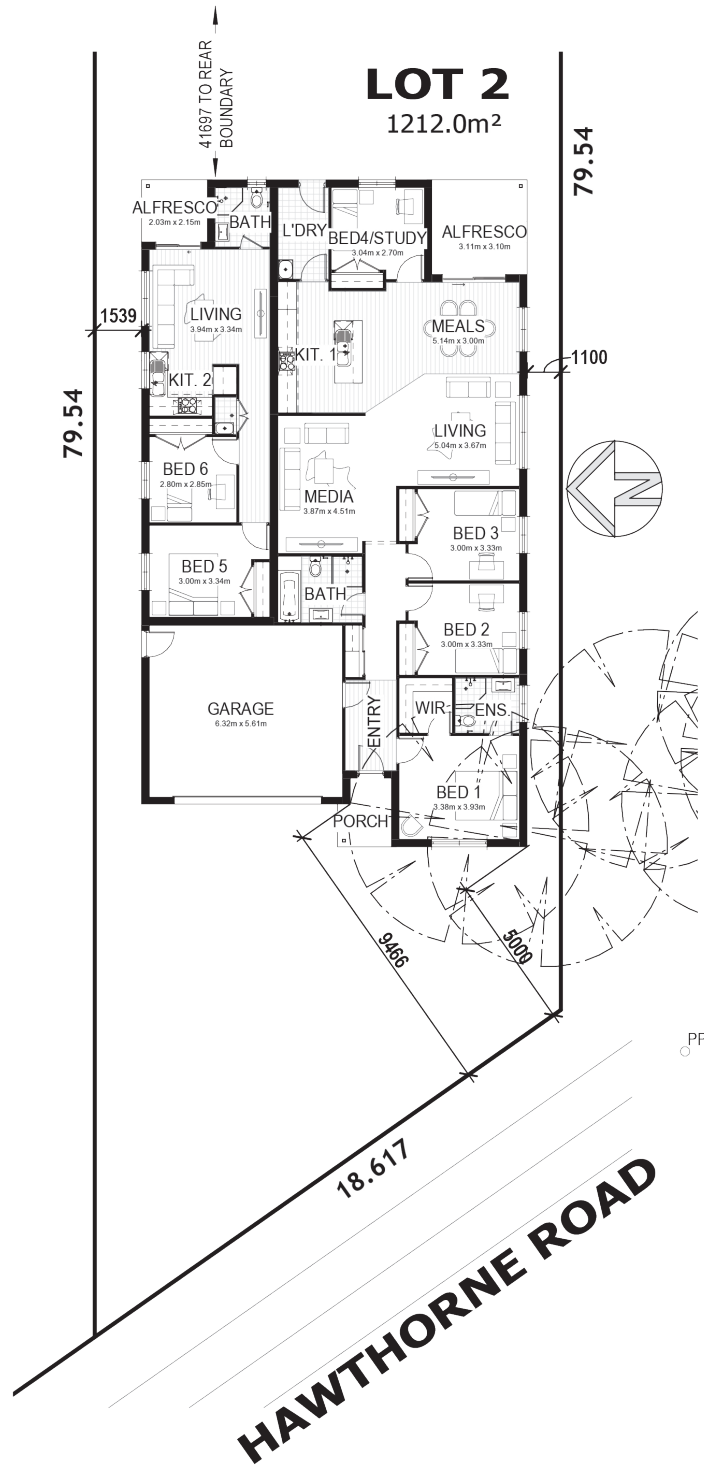 41697 TO REAR
BOUNDARY
LOT 2
1212.0m²
79.54
ALFRESCO
2.03m x 2.15m
BATH
L'DRY
BED4/STUDY
3.04m x 2.70m
ALFRESCO
3.11m x 3.10m
1539
LIVING
3.94m x 3.34m
MEALS
5.14m x 3.00m
KIT. 1
1100
KIT. 2
79.54
LIVING
5.04m x 3.67m
BED 6
2.80m x 2.85m
MEDIA
3.87m x 4.51m
N
BED 3
3.00m x 3.33m
BED 5
3.00m x 3.34m
BATH
BED 2
3.00m x 3.33m
GARAGE
6.32m x 5.61m
ENTRY
WIR
ENS
BED 1
3.38m x 3.93m
PORCH
9466
5000
PP
18.617
HAWTHORNE ROAD